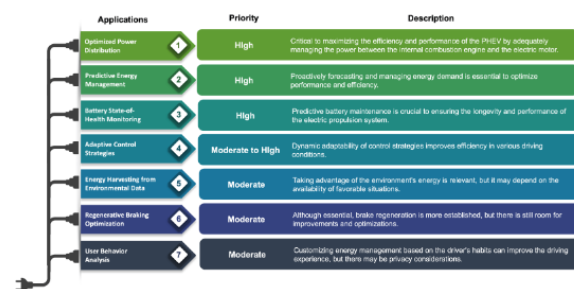 Applications Priority Description
Optimized Power
Distribution
1
High
Critical to maximizing the efficiency and performance of the PHEV by adequately
managing the power between the internal combustion engine and the electric motor.
Predictive Energy
Management
2
High
Proactively forecasting and managing energy demand is essential to optimize
performance and efficiency.
Battery State-of-
Health Monitoring
3
High
Predictive battery maintenance is crucial to ensuring the longevity and performance of
the electric propulsion system.
Adaptive Control
Strategies
4
Moderate to High
Dynamic adaptability of control strategies improves efficiency in various driving
conditions.
Energy Harvesting from
Environmental Data
5
Moderate
Taking advantage of the environment's energy is relevant, but it may depend on the
availability of favorable situations.
Regenerative Braking
Optimization
6
Moderate
Although essential, brake regeneration is more established, but there is still room for
improvements and optimizations.
User Behavior
Analysis
7
Moderate
Customizing energy management based on the driver's habits can improve the driving
experience, but there may be privacy considerations.